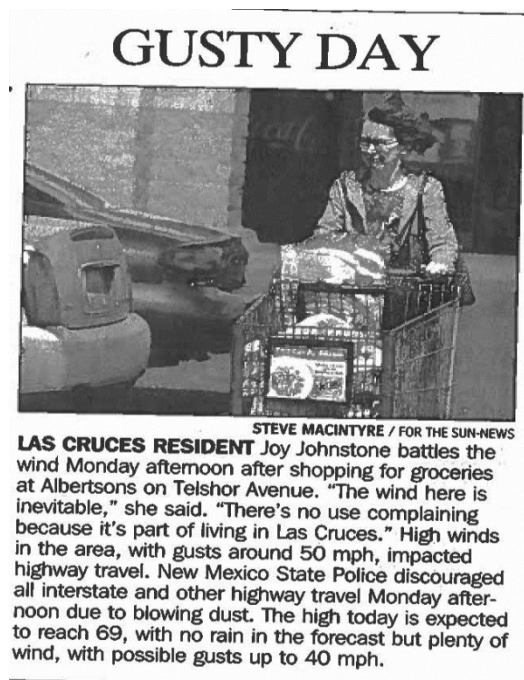 GUSTY DAY
STEVE MACINTYRE / FOR THE SUN-NEWS
LAS CRUCES RESIDENT Joy Johnstone battles the
wind Monday afternoon after shopping for groceries
at Albertsons on Telshor Avenue. “The wind here is
inevitable,” she said. “There’s no use complaining
because it’s part of living in Las Cruces.” High winds
in the area, with gusts around 50 mph, impacted
highway travel. New Mexico State Police discouraged
all interstate and other highway travel Monday after-
noon due to blowing dust. The high today is expected
to reach 69, with no rain in the forecast but plenty of
wind, with possible gusts up to 40 mph.